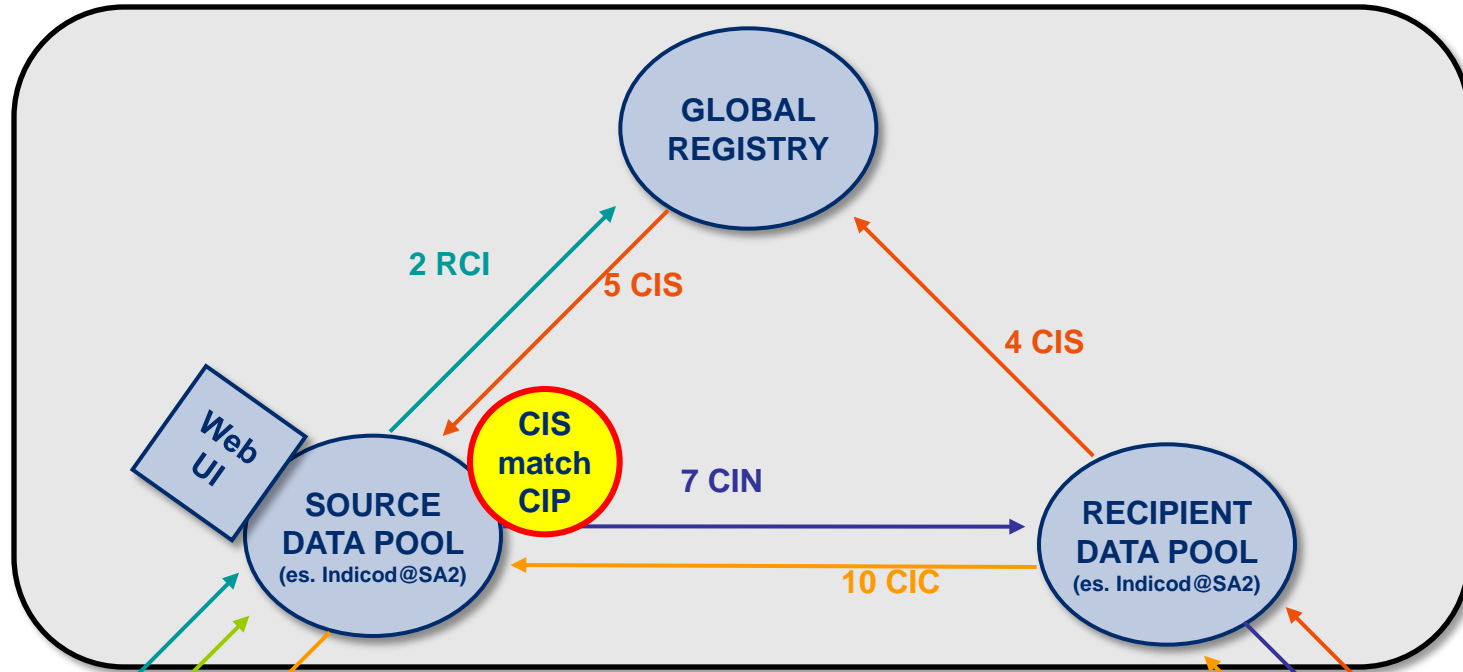 GLOBAL
REGISTRY
2 RCI
5 CIS
4 CIS
Web
UI
CIS
match
CIP
7 CIN
SOURCE
DATA POOL
(es. Indicod@SA2)
RECIPIENT
DATA POOL
(es. Indicod@SA2)
10 CIC